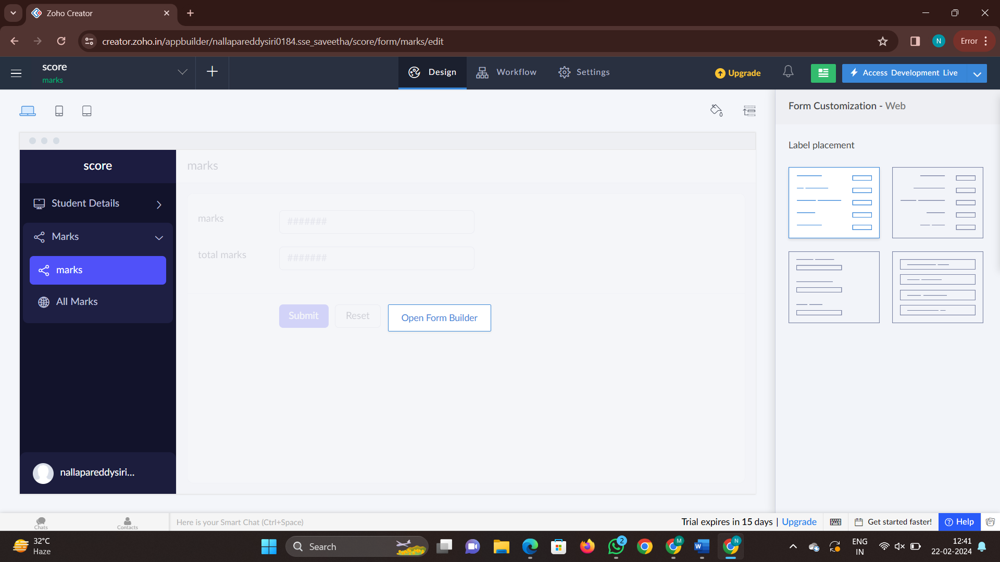 Zoho Creator
creator.zoho.in/appbuilder/nallapareddysiri0184.sse_saveetha/score/form/marks/edit
N
Error
score
marks
Design
Workflow
Settings
Upgrade
Access Development Live
Form Customization - Web
Label placement
score
marks
Student Details
Marks
marks
All Marks
marks
#######
total marks
#######
Submit
Reset
Open Form Builder
nallapareddysiri...
Chats
Contacts
Here is your Smart Chat (Ctrl+Space)
Trial expires in 15 days | Upgrade
Get started faster!
Help
32°C
Haze
Search
2
M
W
N
ENG
IN
12:41
22-02-2024